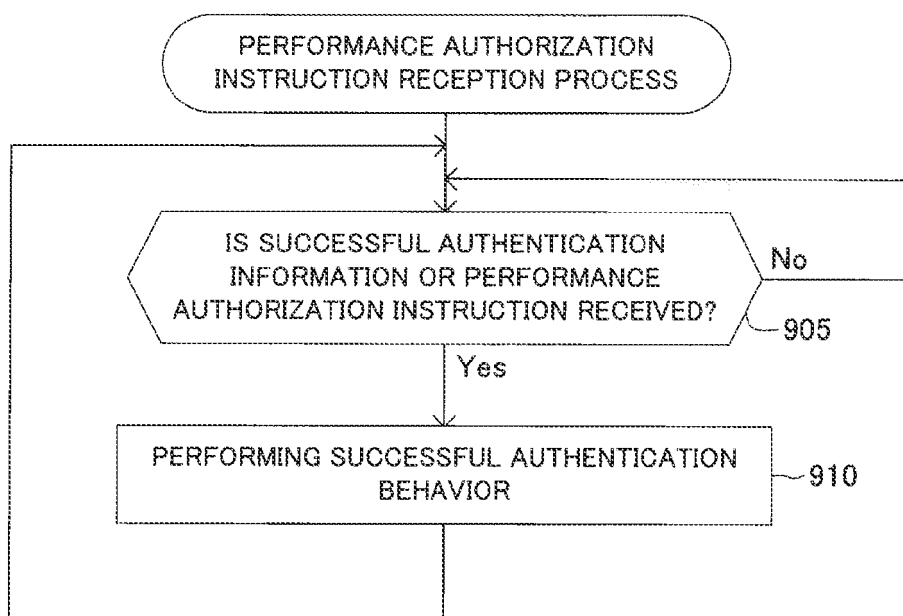 PERFORMANCE AUTHORIZATION
INSTRUCTION RECEPTION PROCESS
IS SUCCESSFUL AUTHENTICATION
INFORMATION OR PERFORMANCE
AUTHORIZATION INSTRUCTION RECEIVED?
No
905
Yes
PERFORMING SUCCESSFUL AUTHENTICATION
BEHAVIOR
910